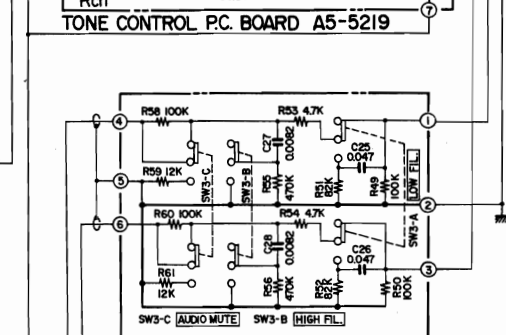 Rch
TONE CONTROL P.C. BOARD A5-5219
7
R58 100K
R53 4.7K
4
1
C27
0.0082
C25
0.047
SW3-C
SW3-B
R59 12K
R55
470K
R51
82K
R49
100K
LOW FIL.
5
2
R60 100K
R54 4.7K
6
SW3-A
C28
0.0082
C26
0.047
3
R61
12K
R56
470K
R52
82K
R50
100K
SW3-C AUDIO MUTE SW3-B HIGH FIL.